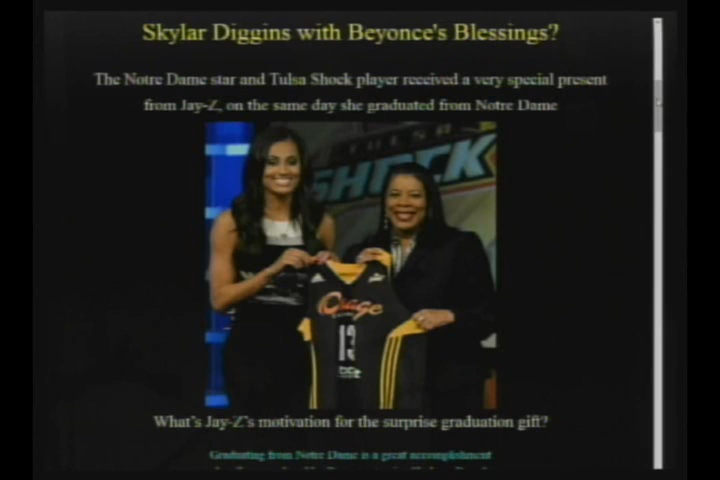 Skylar Diggins with Beyonce's Blessings?
The Notre Dame star and Tulsa Shock player received a very special present
from Jay-Z, on the same day she graduated from Notre Dame
TULSA
SHOCK
Osage
13
What's Jay-Z's motivation for the surprise graduation gift?
Graduating from Notre Dame is a great accomplishment